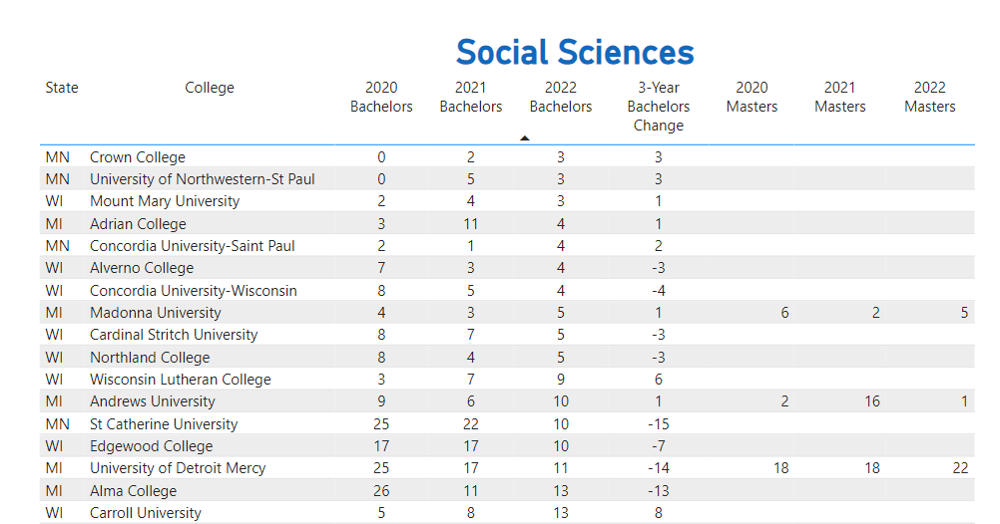 Social Sciences
State College 2020 Bachelors 2021 Bachelors 2022 Bachelors 3-Year Bachelors Change 2020 Masters 2021 Masters 2022 Masters
MN Crown College 0 2 3 3
MN University of Northwestern-St Paul 0 5 3 3
WI Mount Mary University 2 4 3 1
MI Adrian College 3 11 4 1
MN Concordia University-Saint Paul 2 1 4 2
WI Alverno College 7 3 4 -3
WI Concordia University-Wisconsin 8 5 4 -4
MI Madonna University 4 3 5 1 6 2 5
WI Cardinal Stritch University 8 7 5 -3
WI Northland College 8 4 5 -3
WI Wisconsin Lutheran College 3 7 9 6
MI Andrews University 9 6 10 1 2 16 1
MN St Catherine University 25 22 10 -15
WI Edgewood College 17 17 10 -7
MI University of Detroit Mercy 25 17 11 -14 18 18 22
MI Alma College 26 11 13 -13
WI Carroll University 5 8 13 8